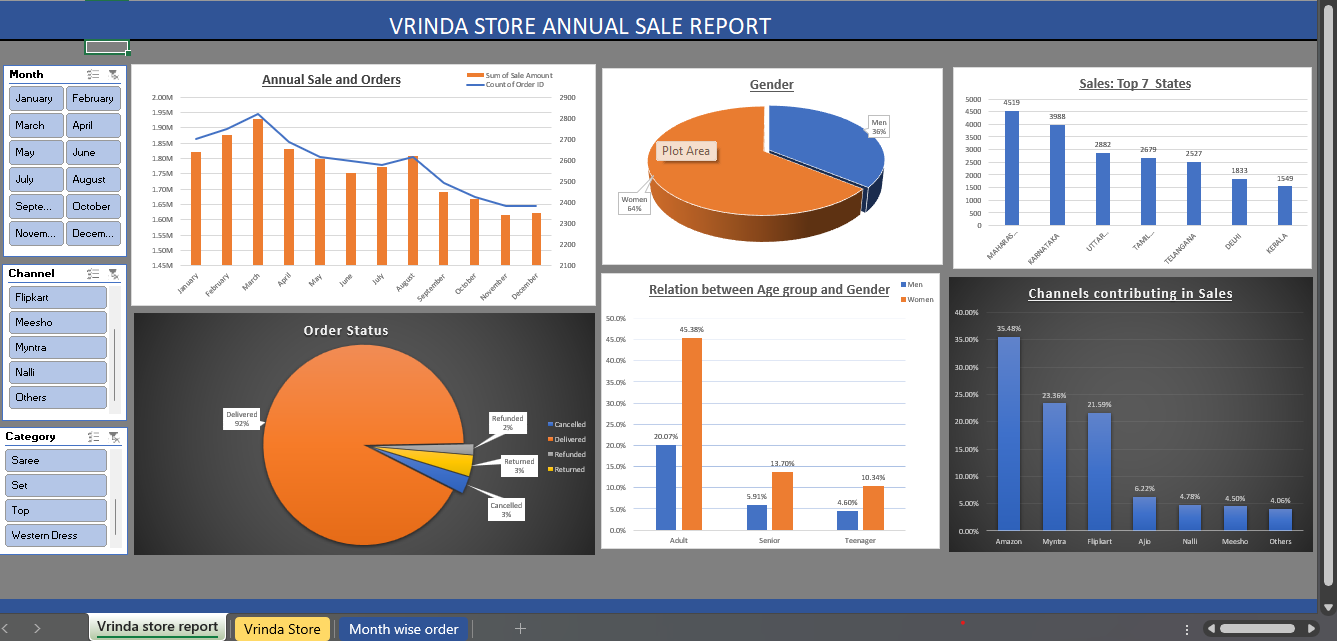 VRINDA ST0RE ANNUAL SALE REPORT
Month
January February
March April
May June
July August
Septe... October
Novem... Decem...
Channel
Flipkart
Meesho
Myntra
Nalli
Others
Category
Saree
Set
Top
Western Dress
Annual Sale and Orders
Sum of Sale Amount
Count of Order ID
2.00M
1.95M
1.90M
1.85M
1.80M
1.75M
1.70M
1.65M
1.60M
1.55M
1.50M
1.45M
2900
2800
2700
2600
2500
2400
2300
2200
2100
January February March April May June July August September October November December
Gender
Men
36%
Plot Area
Women
64%
Sales: Top 7 States
5000
4500
4000
3500
3000
2500
2000
1500
1000
500
0
4519 3988 2882 2679 2527 1833 1549
MAHARAS... KARNATAKA UTTAR... TAMIL... TELANGANA DELHI KERALA
Order Status
Delivered
92%
Refunded
2%
Returned
3%
Cancelled
3%
Cancelled
Delivered
Refunded
Returned
Relation between Age group and Gender
Men
Women
50.0%
45.0%
40.0%
35.0%
30.0%
25.0%
20.0%
15.0%
10.0%
5.0%
0.0%
20.07% 45.38% 5.91% 13.70% 4.60% 10.34%
Adult Senior Teenager
Channels contributing in Sales
40.00%
35.00%
30.00%
25.00%
20.00%
15.00%
10.00%
5.00%
0.00%
35.48% 23.36% 21.59% 6.22% 4.78% 4.50% 4.06%
Amazon Myntra Flipkart Ajio Nalli Meesho Others
Vrinda store report Vrinda Store Month wise order